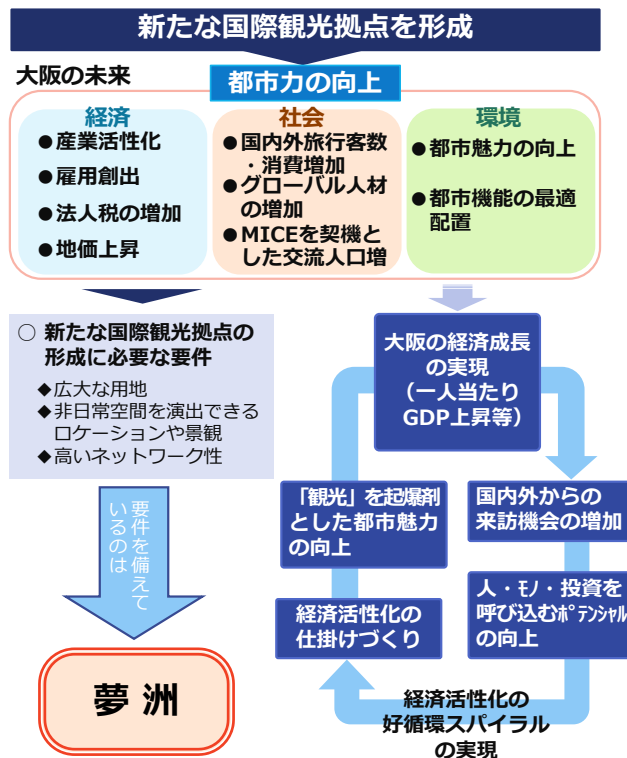 新たな国際観光拠点を形成
大阪の未来
都市力の向上
経済
●産業活性化
●雇用創出
●法人税の増加
●地価上昇
社会
●国内外旅行客数
・消費増加
●グローバル人材
の増加
●MICEを契機と
した交流人口増
環境
●都市魅力の向上
●都市機能の最適
配置
○ 新たな国際観光拠点の
形成に必要な要件
◆広大な用地
◆非日常空間を演出できる
ロケーションや景観
◆高いネットワーク性
要件を備えて
いるのは
夢 洲
大阪の経済成長
の実現
（一人当たり
GDP上昇等）
国内外からの
来訪機会の増加
人・ﾓﾉ・投資を
呼び込むﾎﾟﾃﾝｼｬﾙ
の向上
経済活性化の
仕掛けづくり
「観光」を起爆剤
とした都市魅力
の向上
経済活性化の
好循環スパイラル
の実現